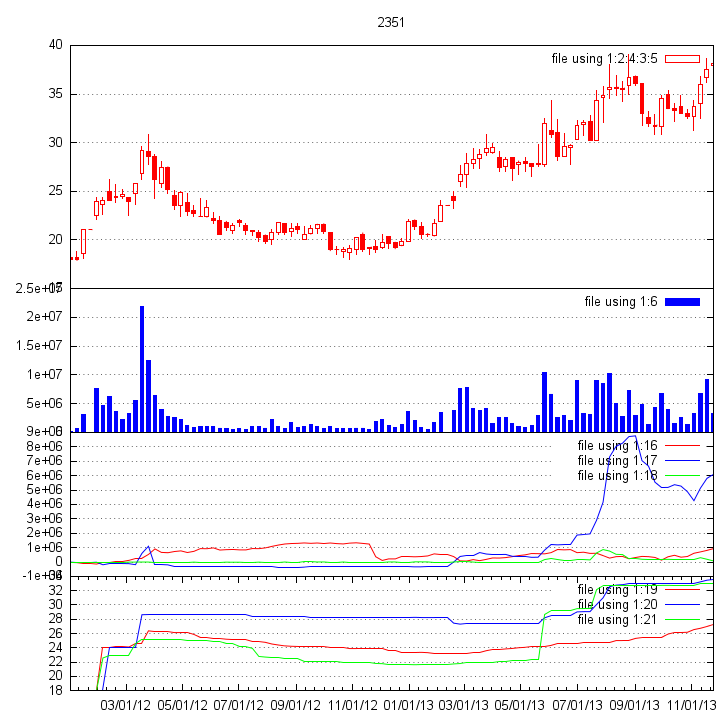 2351
40
file using 1:2:4:3:5
35
30
25
20
2.5e+07
file using 1:6
2e+07
1.5e+07
1e+07
5e+06
8e+06
file using 1:16
7e+06
file using 1:17
6e+06
file using 1:18
5e+06
4e+06
3e+06
2e+06
1e+06
0
-1e+06
32
file using 1:19
30
file using 1:20
28
file using 1:21
26
24
22
20
18
03/01/12 05/01/12 07/01/12 09/01/12 11/01/12 01/01/13 03/01/13 05/01/13 07/01/13 09/01/13 11/01/13